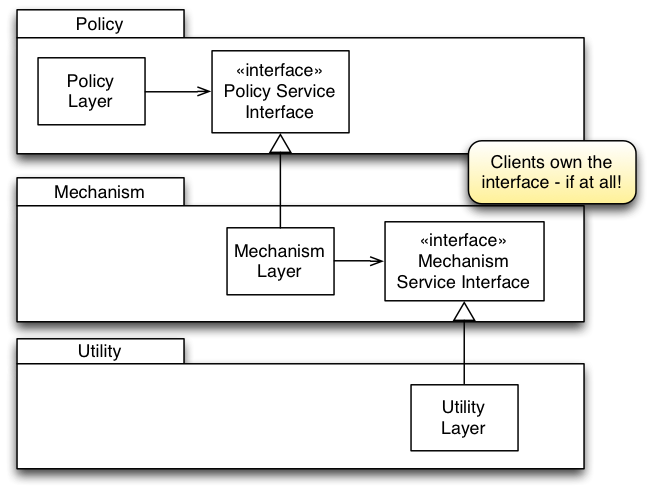 Policy
Policy
Layer
«interface»
Policy Service
Interface
Clients own the
interface - if at all!
Mechanism
Mechanism
Layer
«interface»
Mechanism
Service Interface
Utility
Utility
Layer